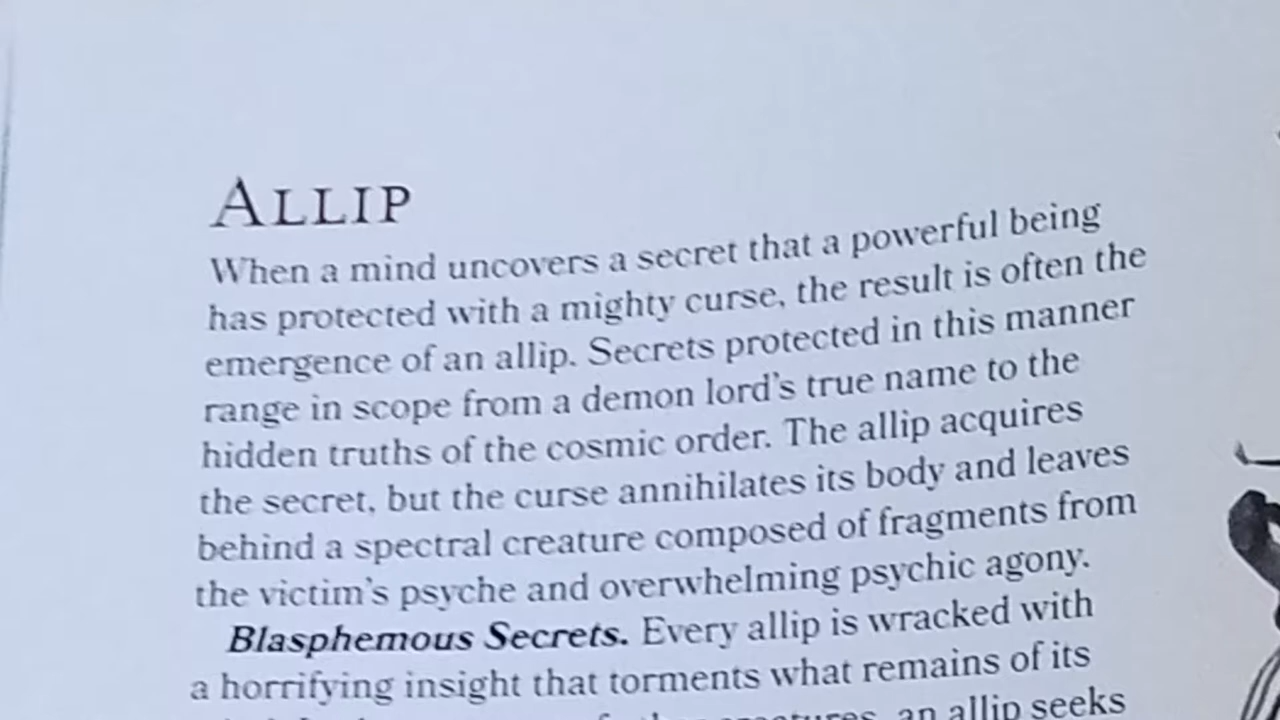 ALLIP
When a mind uncovers a secret that a powerful being
has protected with a mighty curse, the result is often the
emergence of an allip. Secrets protected in this manner
range in scope from a demon lord's true name to the
hidden truths of the cosmic order. The allip acquires
the secret, but the curse annihilates its body and leaves
behind a spectral creature composed of fragments from
the victim's psyche and overwhelming psychic agony.
Blasphemous Secrets. Every allip is wracked with
a horrifying insight that torments what remains of its
creatures, an allip seeks